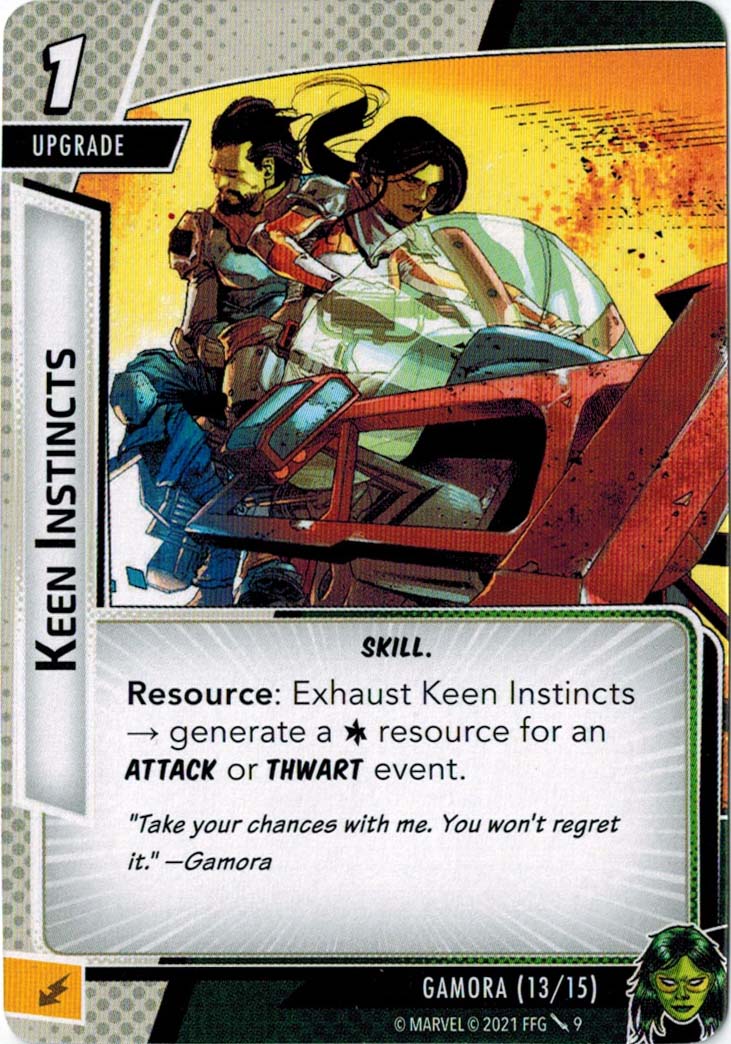 1
UPGRADE
KEEN INSTINCTS
SKILL.
Resource: Exhaust Keen Instincts
→ generate a resource for an
ATTACK or THWART event.
"Take your chances with me. You won't regret
it." —Gamora
GAMORA (13/15)
© MARVEL © 2021 FFG 9